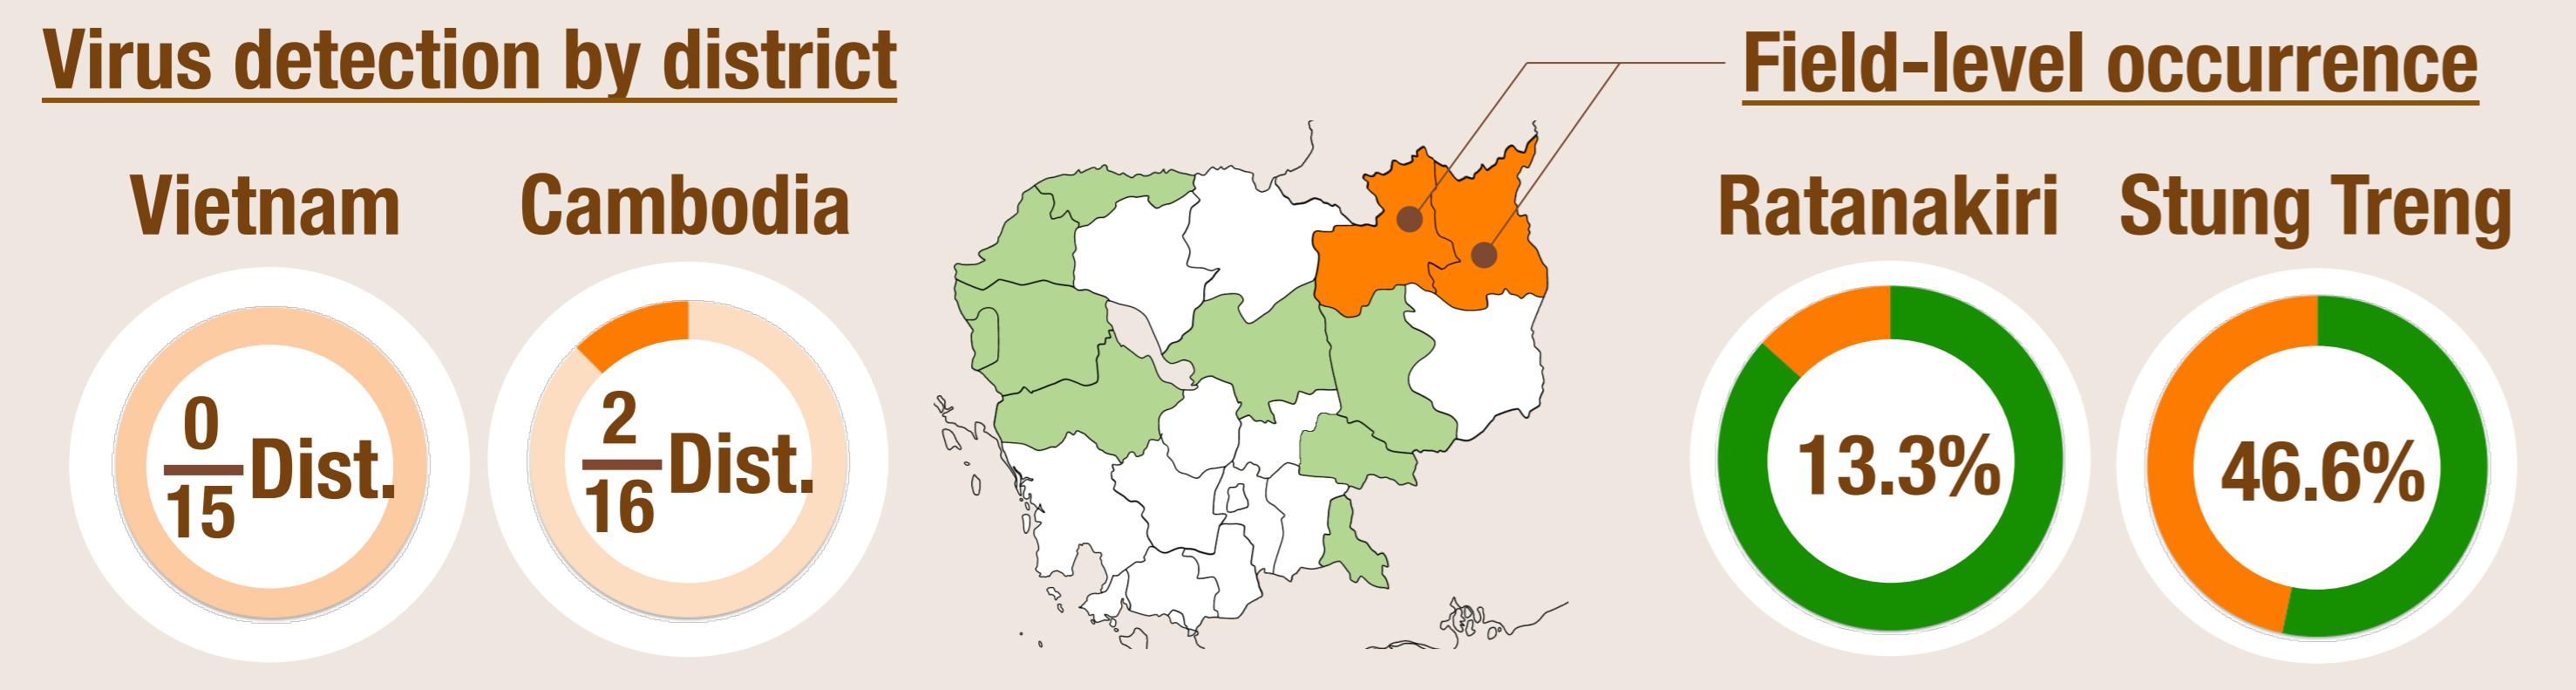 Virus detection by district
Vietnam
0
15
Dist.
Cambodia
2
16
Dist.
Field-level occurrence
Ratanakiri
13.3%
Stung Treng
46.6%